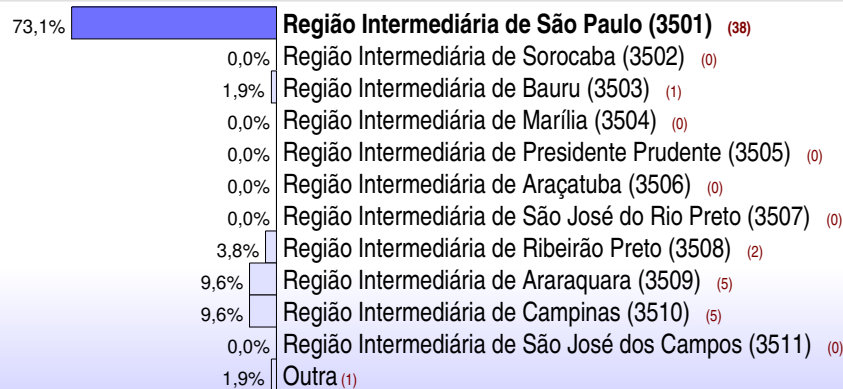 73,1% Região Intermediária de São Paulo (3501) (38)
0,0% Região Intermediária de Sorocaba (3502) (0)
1,9% Região Intermediária de Bauru (3503) (1)
0,0% Região Intermediária de Marília (3504) (0)
0,0% Região Intermediária de Presidente Prudente (3505) (0)
0,0% Região Intermediária de Araçatuba (3506) (0)
0,0% Região Intermediária de São José do Rio Preto (3507) (0)
3,8% Região Intermediária de Ribeirão Preto (3508) (2)
9,6% Região Intermediária de Araraquara (3509) (5)
9,6% Região Intermediária de Campinas (3510) (5)
0,0% Região Intermediária de São José dos Campos (3511) (0)
1,9% Outra (1)